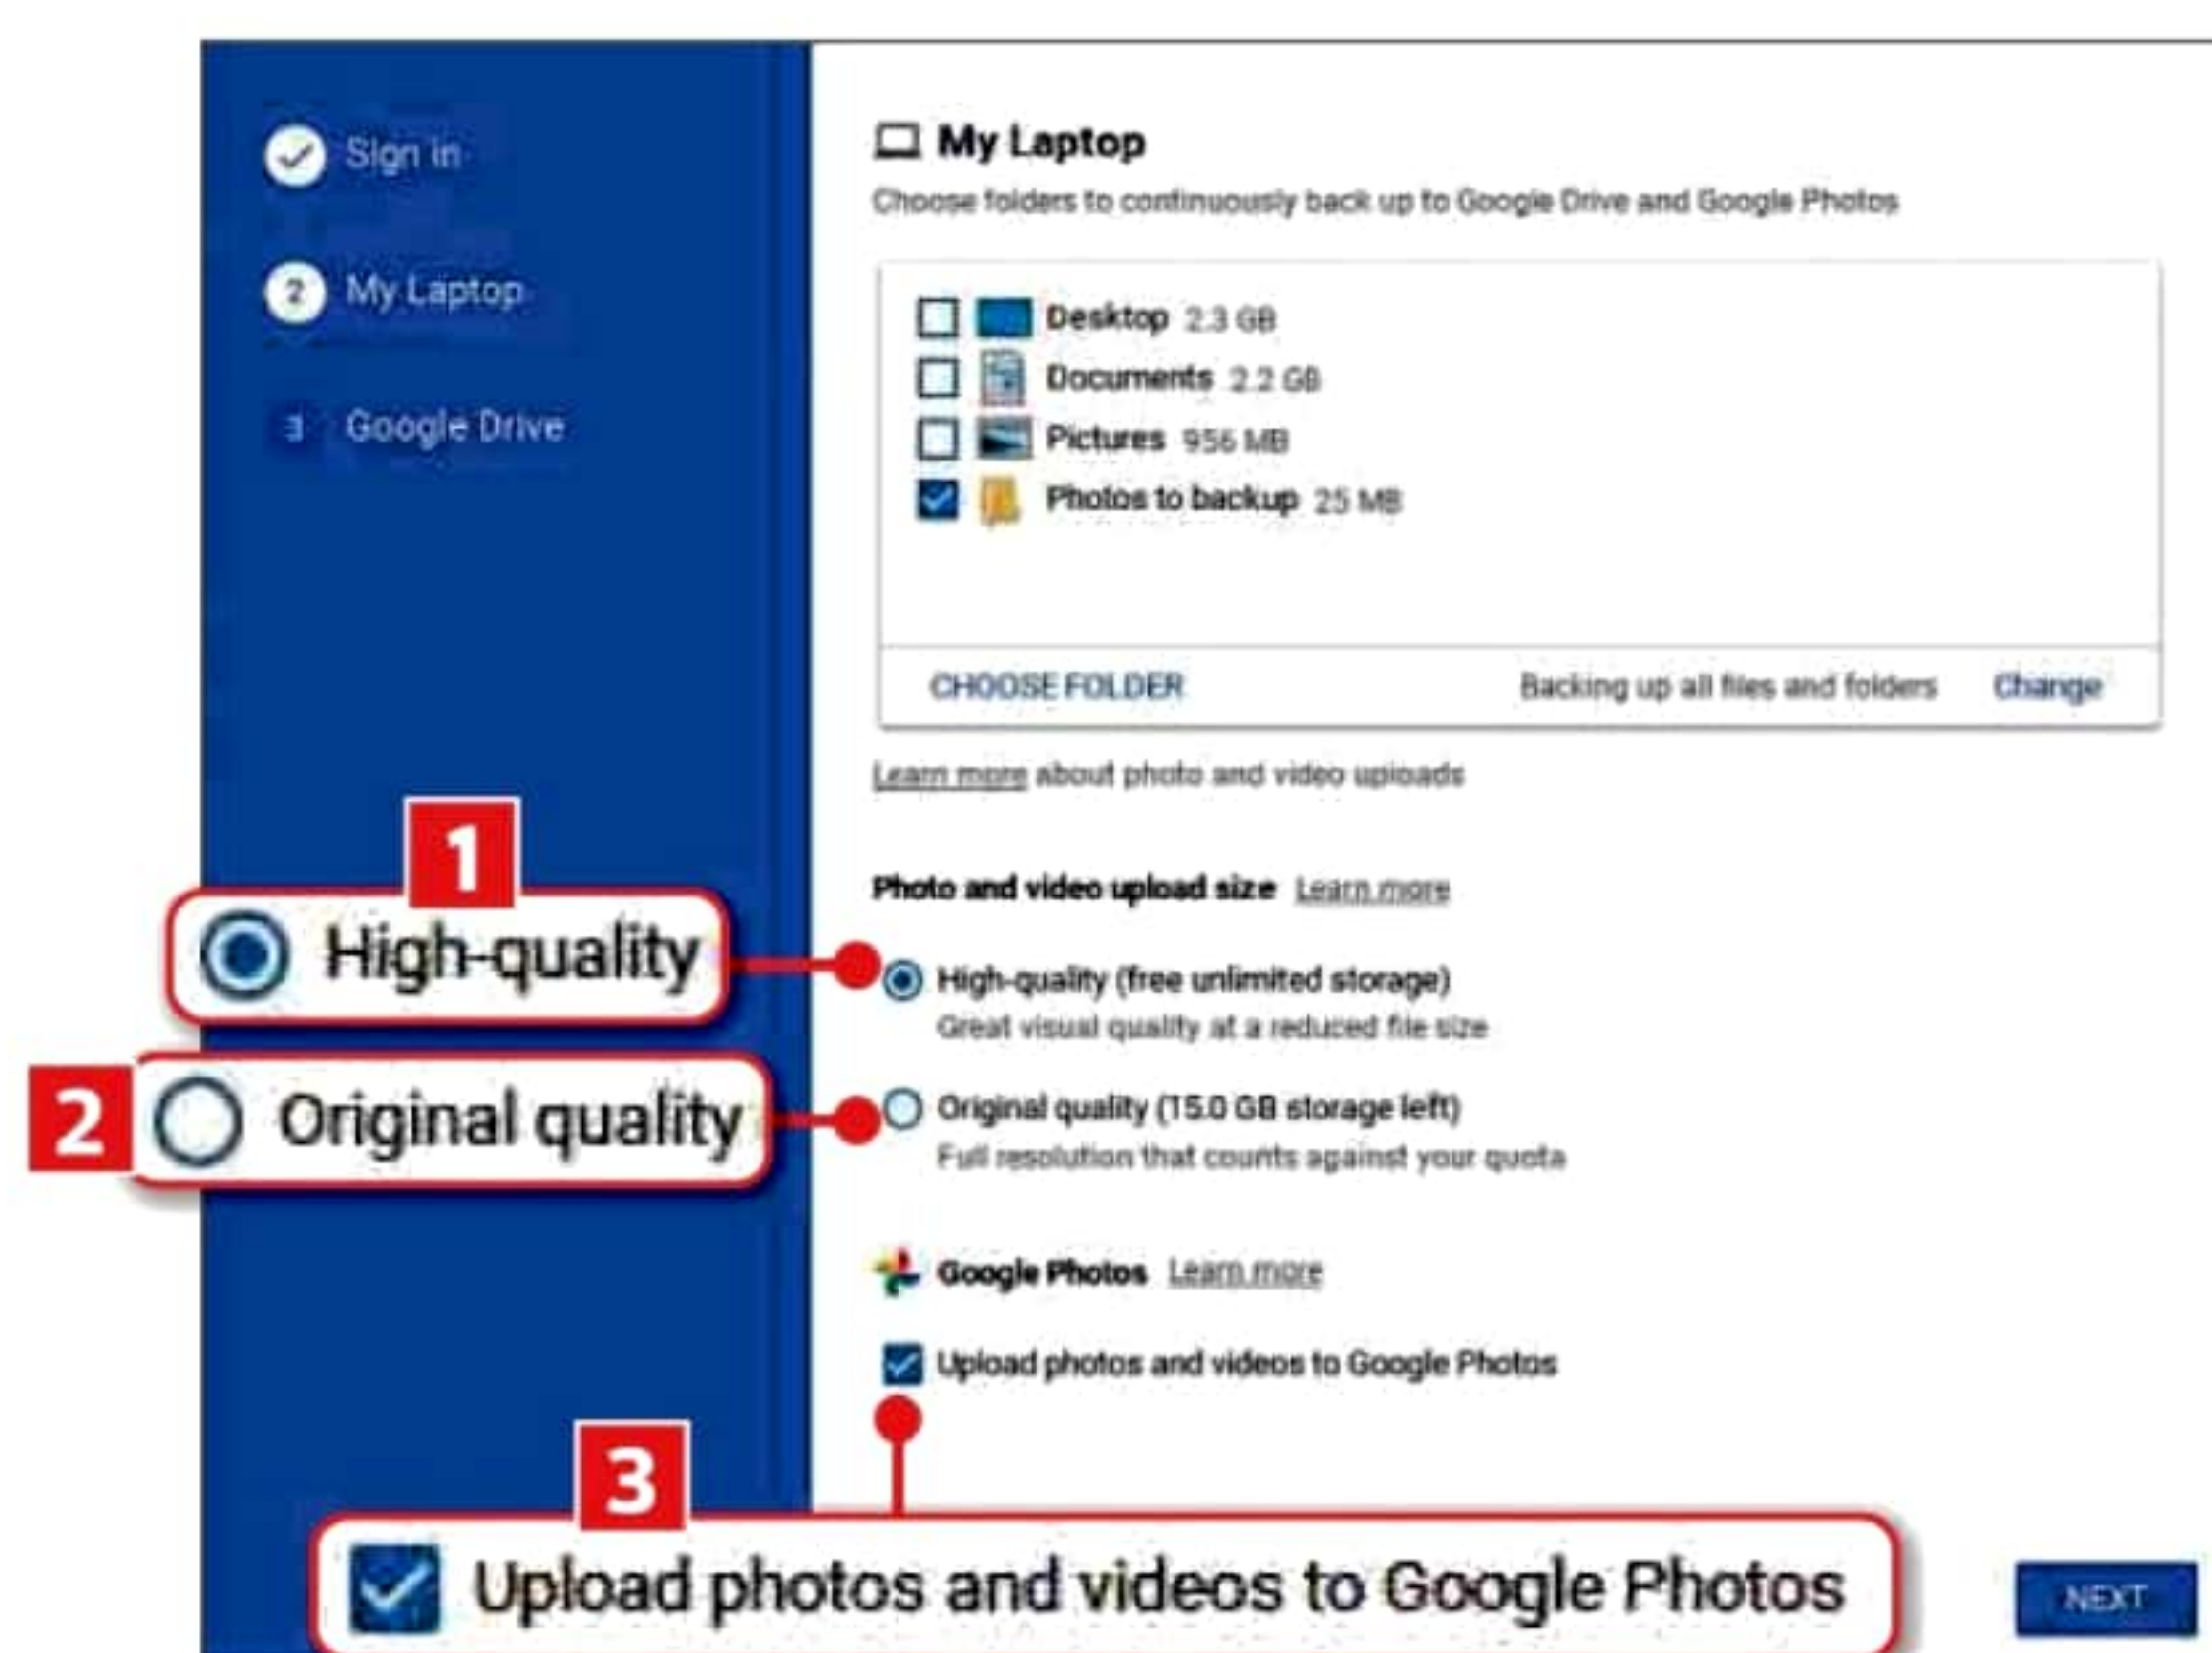 Sign in
2 My Laptop
3 Google Drive
My Laptop
Choose folders to continuously back up to Google Drive and Google Photos
Desktop 2.3 GB
Documents 2.2 GB
Pictures 956 MB
Photos to backup 25 MB
CHOOSE FOLDER Backing up all files and folders Change
Learn more about photo and video uploads
Photo and video upload size Learn more
1
High-quality
High-quality (free unlimited storage)
Great visual quality at a reduced file size
2 Original quality
Original quality (15.0 GB storage left)
Full resolution that counts against your quota
Google Photos Learn more
Upload photos and videos to Google Photos
3
Upload photos and videos to Google Photos
NEXT